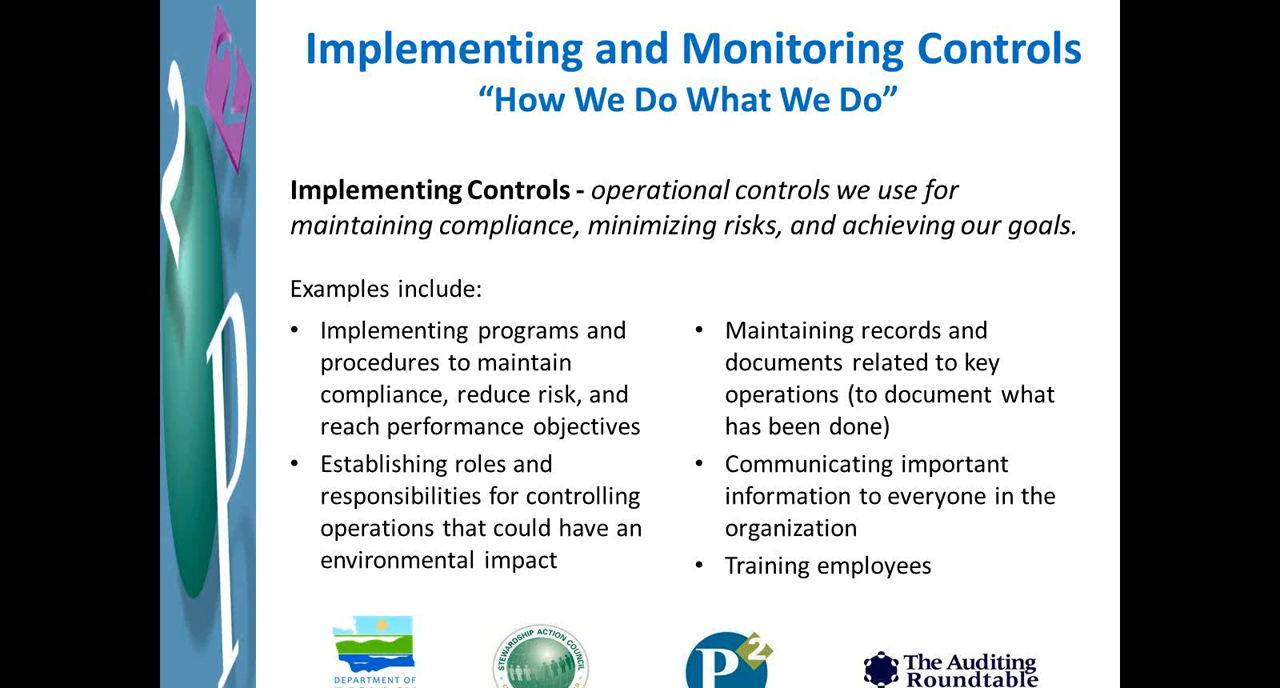 Implementing and Monitoring Controls
“How We Do What We Do”
Implementing Controls - operational controls we use for
maintaining compliance, minimizing risks, and achieving our goals.
Examples include:
• Implementing programs and
procedures to maintain
compliance, reduce risk, and
reach performance objectives
• Establishing roles and
responsibilities for controlling
operations that could have an
environmental impact
• Maintaining records and
documents related to key
operations (to document what
has been done)
• Communicating important
information to everyone in the
organization
• Training employees
2
P
DEPARTMENT OF
STEWARDSHIP ACTION COUNCIL
P2
The Auditing
Roundtable